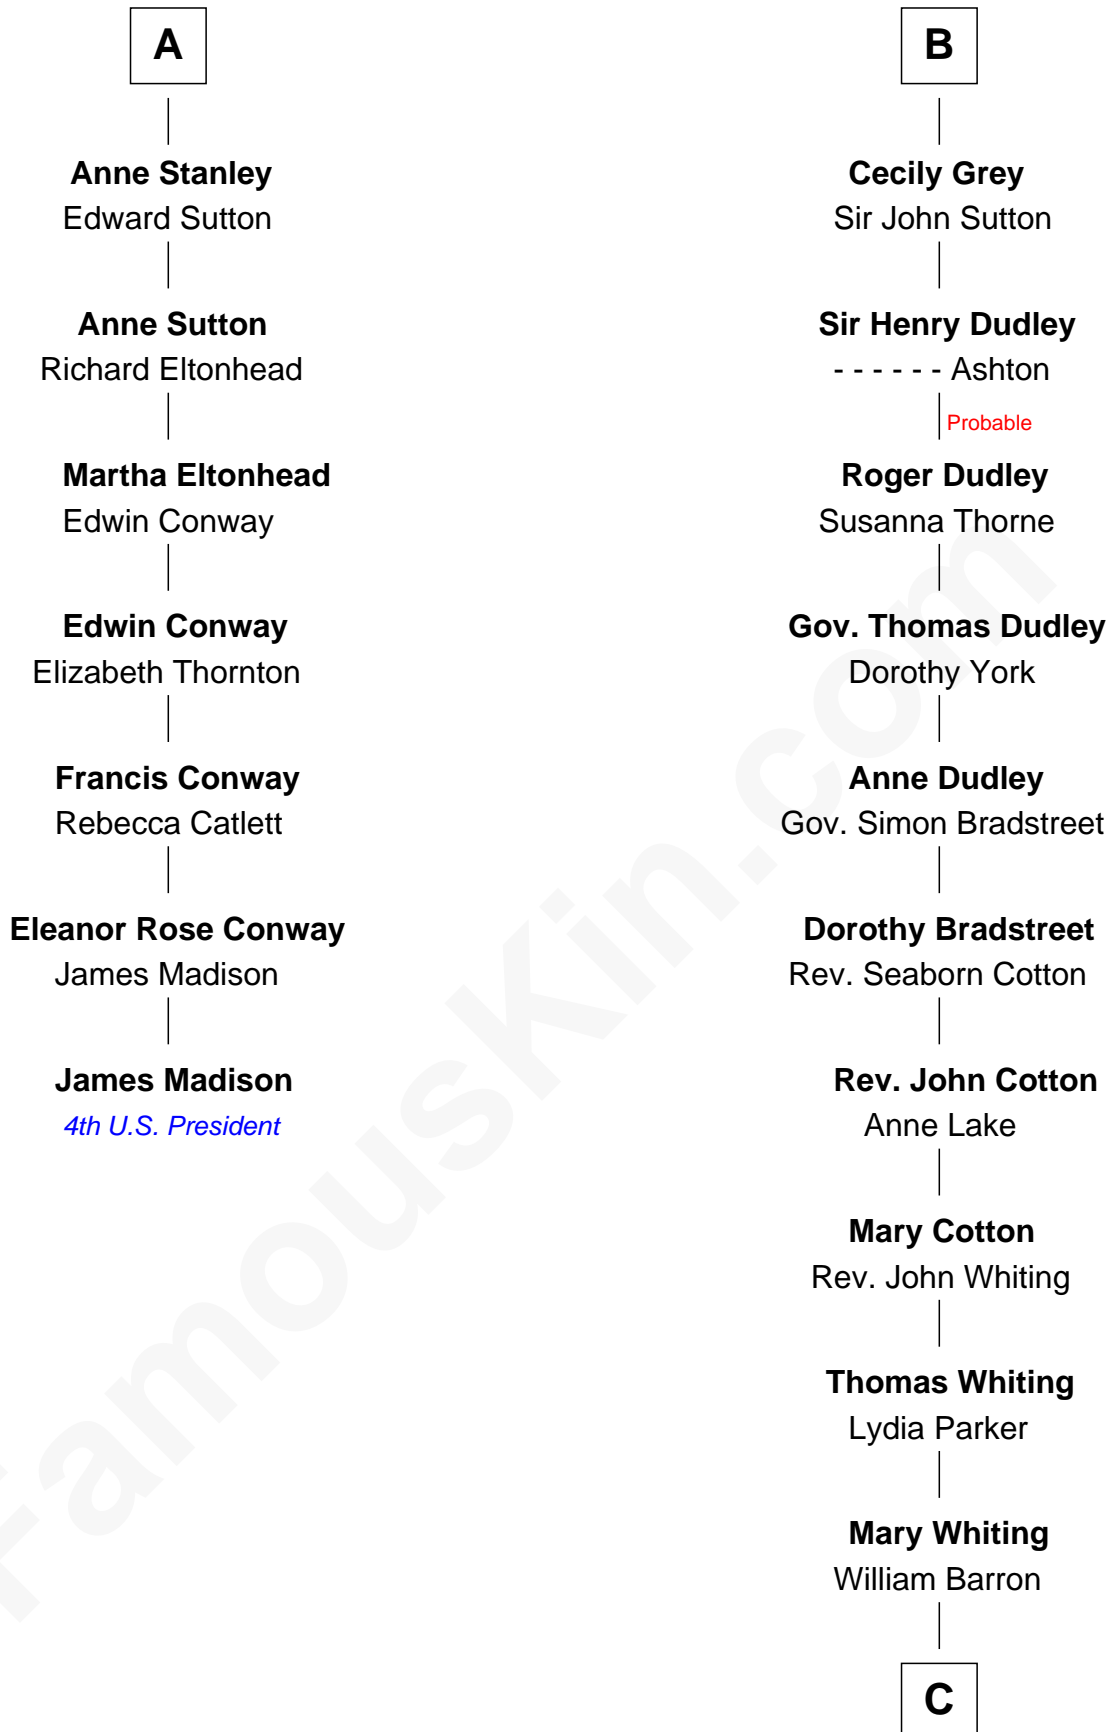 A
Anne Stanley
Edward Sutton
Anne Sutton
Richard Eltonhead
Martha Eltonhead
Edwin Conway
Edwin Conway
Elizabeth Thornton
Francis Conway
Rebecca Catlett
Eleanor Rose Conway
James Madison
James Madison
4th U.S. President
B
Cecily Grey
Sir John Sutton
Sir Henry Dudley
- - - - - - Ashton
Probable
Roger Dudley
Susanna Thorne
Gov. Thomas Dudley
Dorothy York
Anne Dudley
Gov. Simon Bradstreet
Dorothy Bradstreet
Rev. Seaborn Cotton
Rev. John Cotton
Anne Lake
Mary Cotton
Rev. John Whiting
Thomas Whiting
Lydia Parker
Mary Whiting
William Barron
C
FamousKin.com